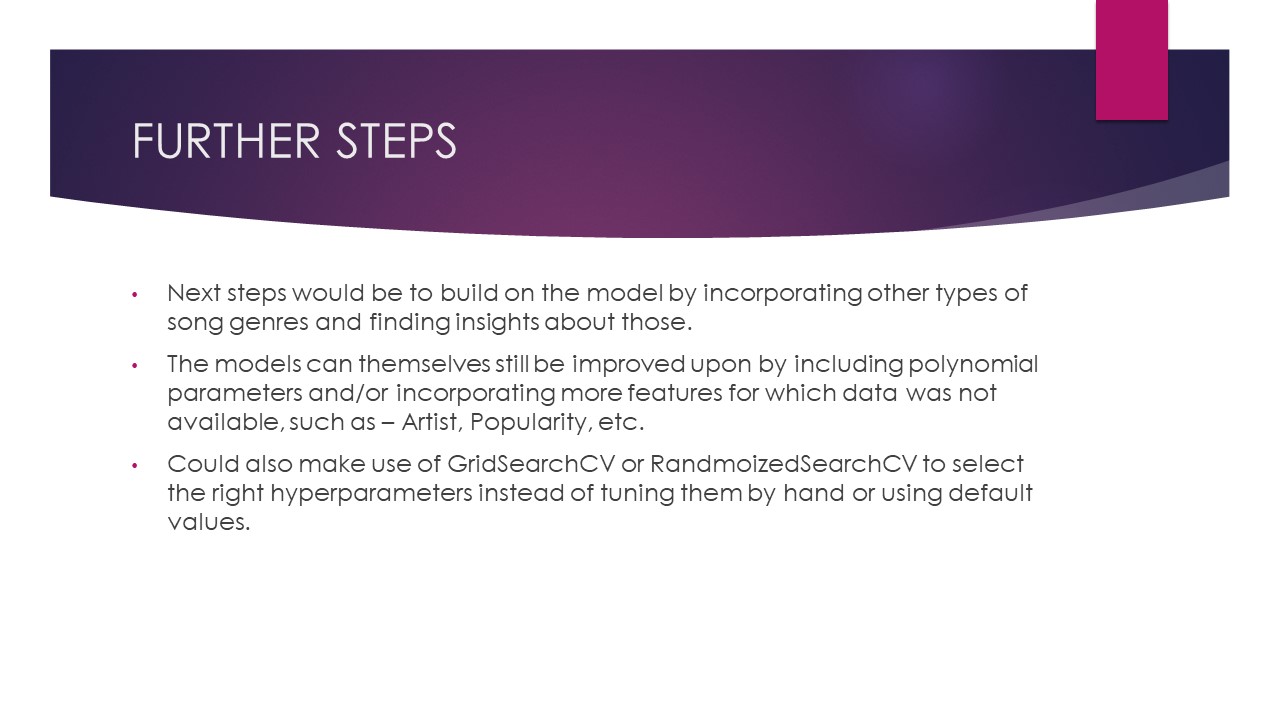 FURTHER STEPS
• Next steps would be to build on the model by incorporating other types of
song genres and finding insights about those.
• The models can themselves still be improved upon by including polynomial
parameters and/or incorporating more features for which data was not
available, such as – Artist, Popularity, etc.
• Could also make use of GridSearchCV or RandmoizedSearchCV to select
the right hyperparameters instead of tuning them by hand or using default
values.